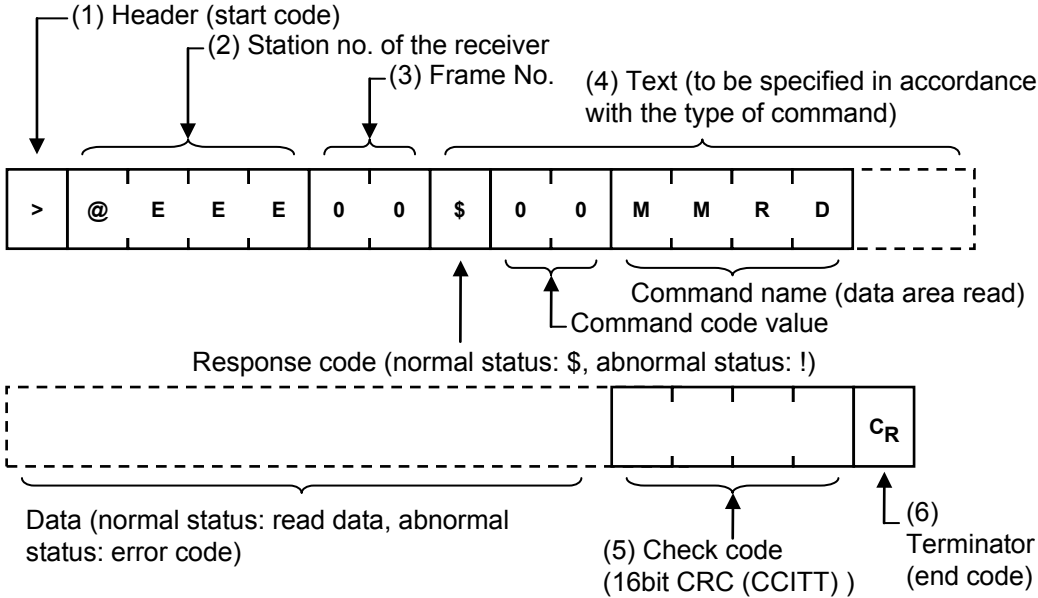 (1) Header (start code)
(2) Station no. of the receiver
(3) Frame No.
(4) Text (to be specified in accordance
with the type of command)
> @ E E E 0 0 $ 0 0 M M R D
Command name (data area read)
Command code value
Response code (normal status: $, abnormal status: !)
CR
Data (normal status: read data, abnormal
status: error code)
(5) Check code
(16bit CRC (CCITT) )
(6)
Terminator
(end code)